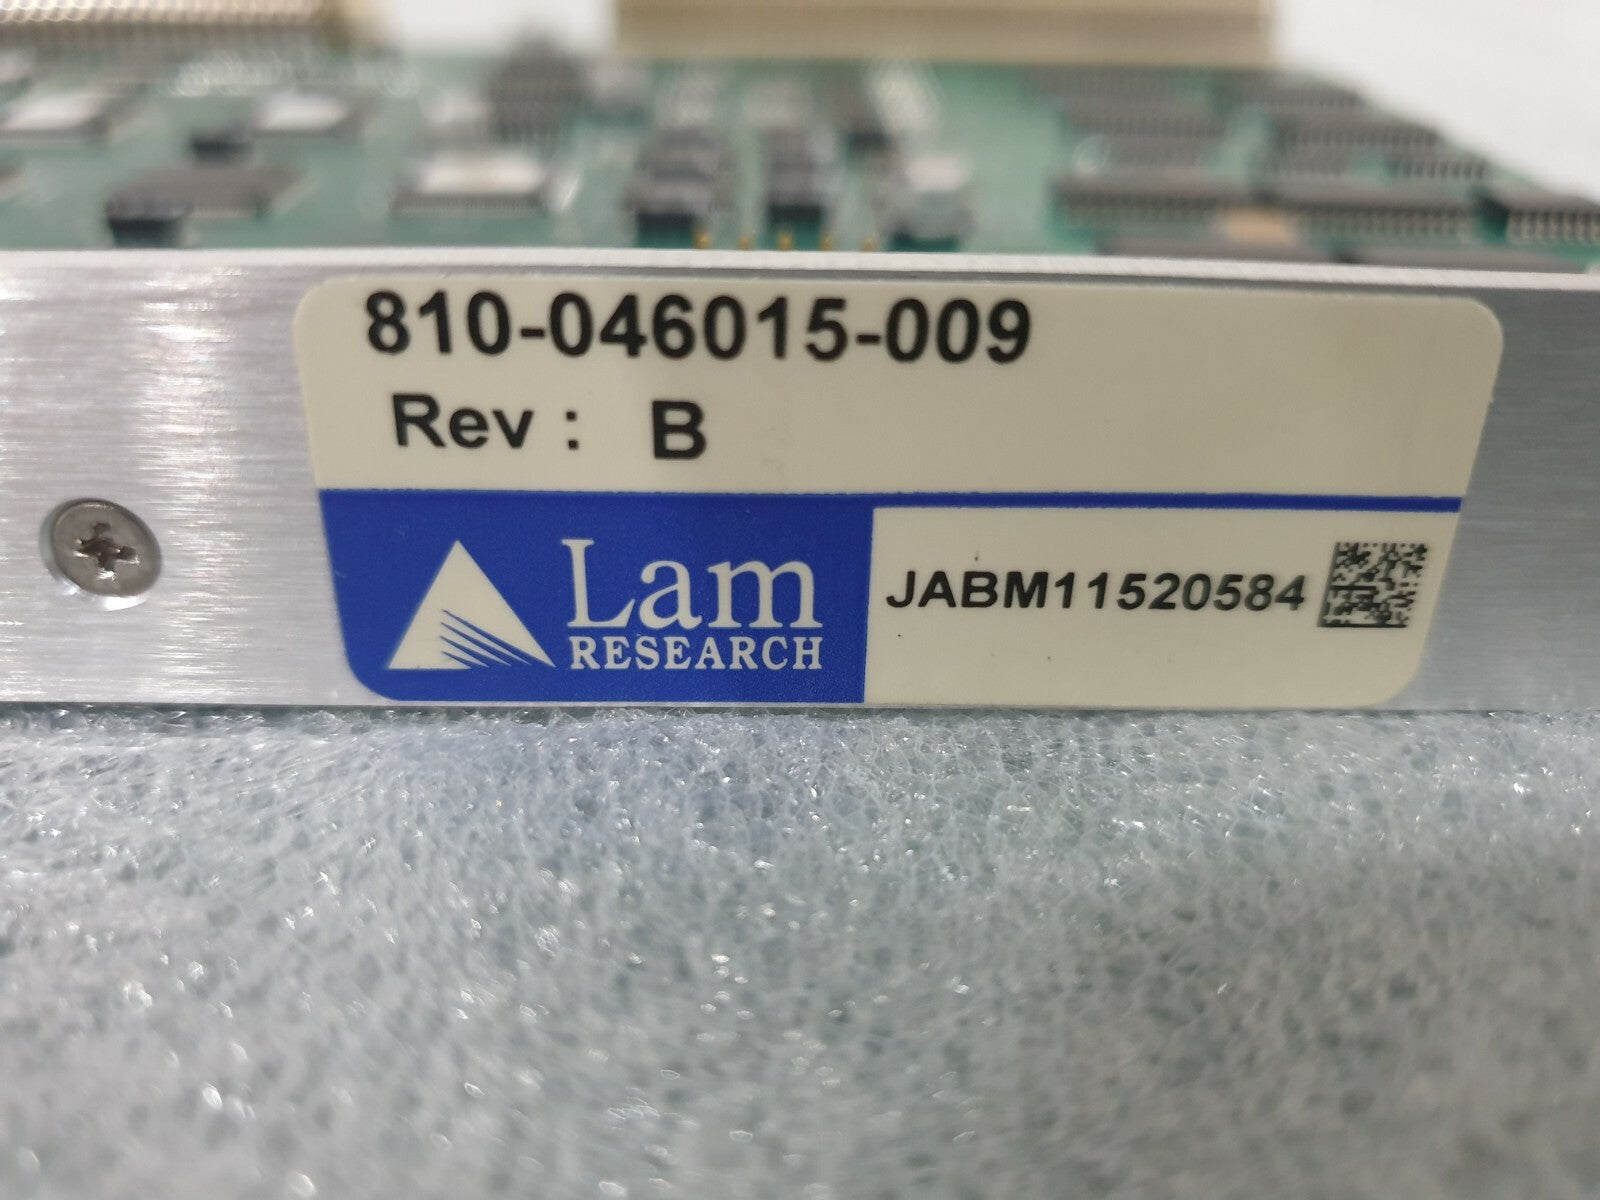 810-046015-009
Rev : B
Lam
RESEARCH
JABM11520584